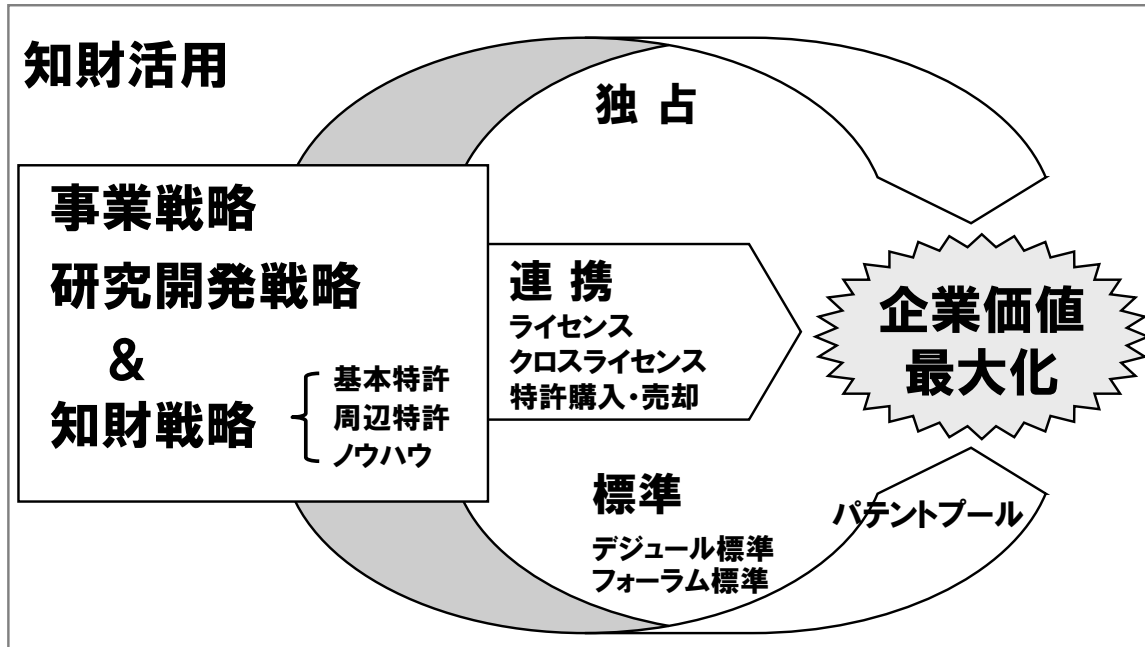 知財活用
独 占
事業戦略
研究開発戦略
&
知財戦略
基本特許
周辺特許
ノウハウ
連 携
ライセンス
クロスライセンス
特許購入・売却
企業価値
最大化
標準
デジュール標準
フォーラム標準
パテントプール